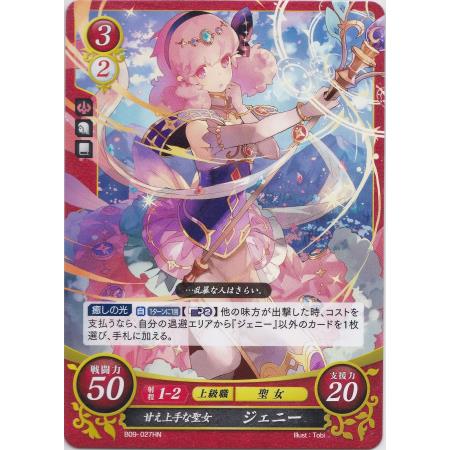 3
2
…乱暴な人はきらい。
癒しの光 白 1ターンに1回 【2】他の味方が出撃した時、コストを
支払うなら、自分の退避エリアから『ジェニー』以外のカードを1枚
選び、手札に加える。
戦闘力
50
射程 1-2 上級職 聖女
支援力
20
甘え上手な聖女 ジェニー
B09-027HN
Illust : Tobi